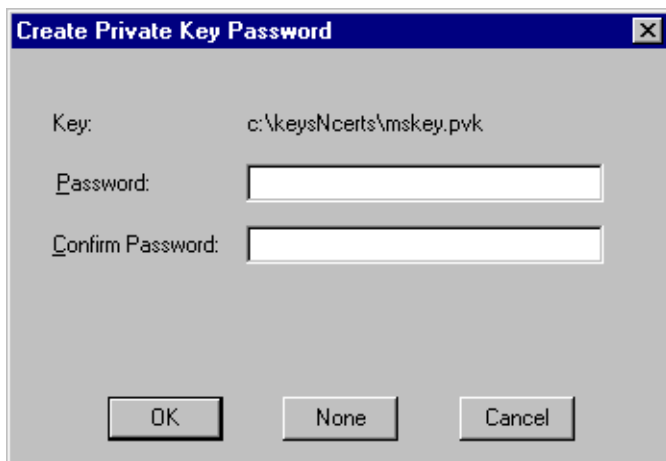 Create Private Key Password
Key: c:\keysNcerts\mskey.pvk
Password:
Confirm Password:
OK None Cancel